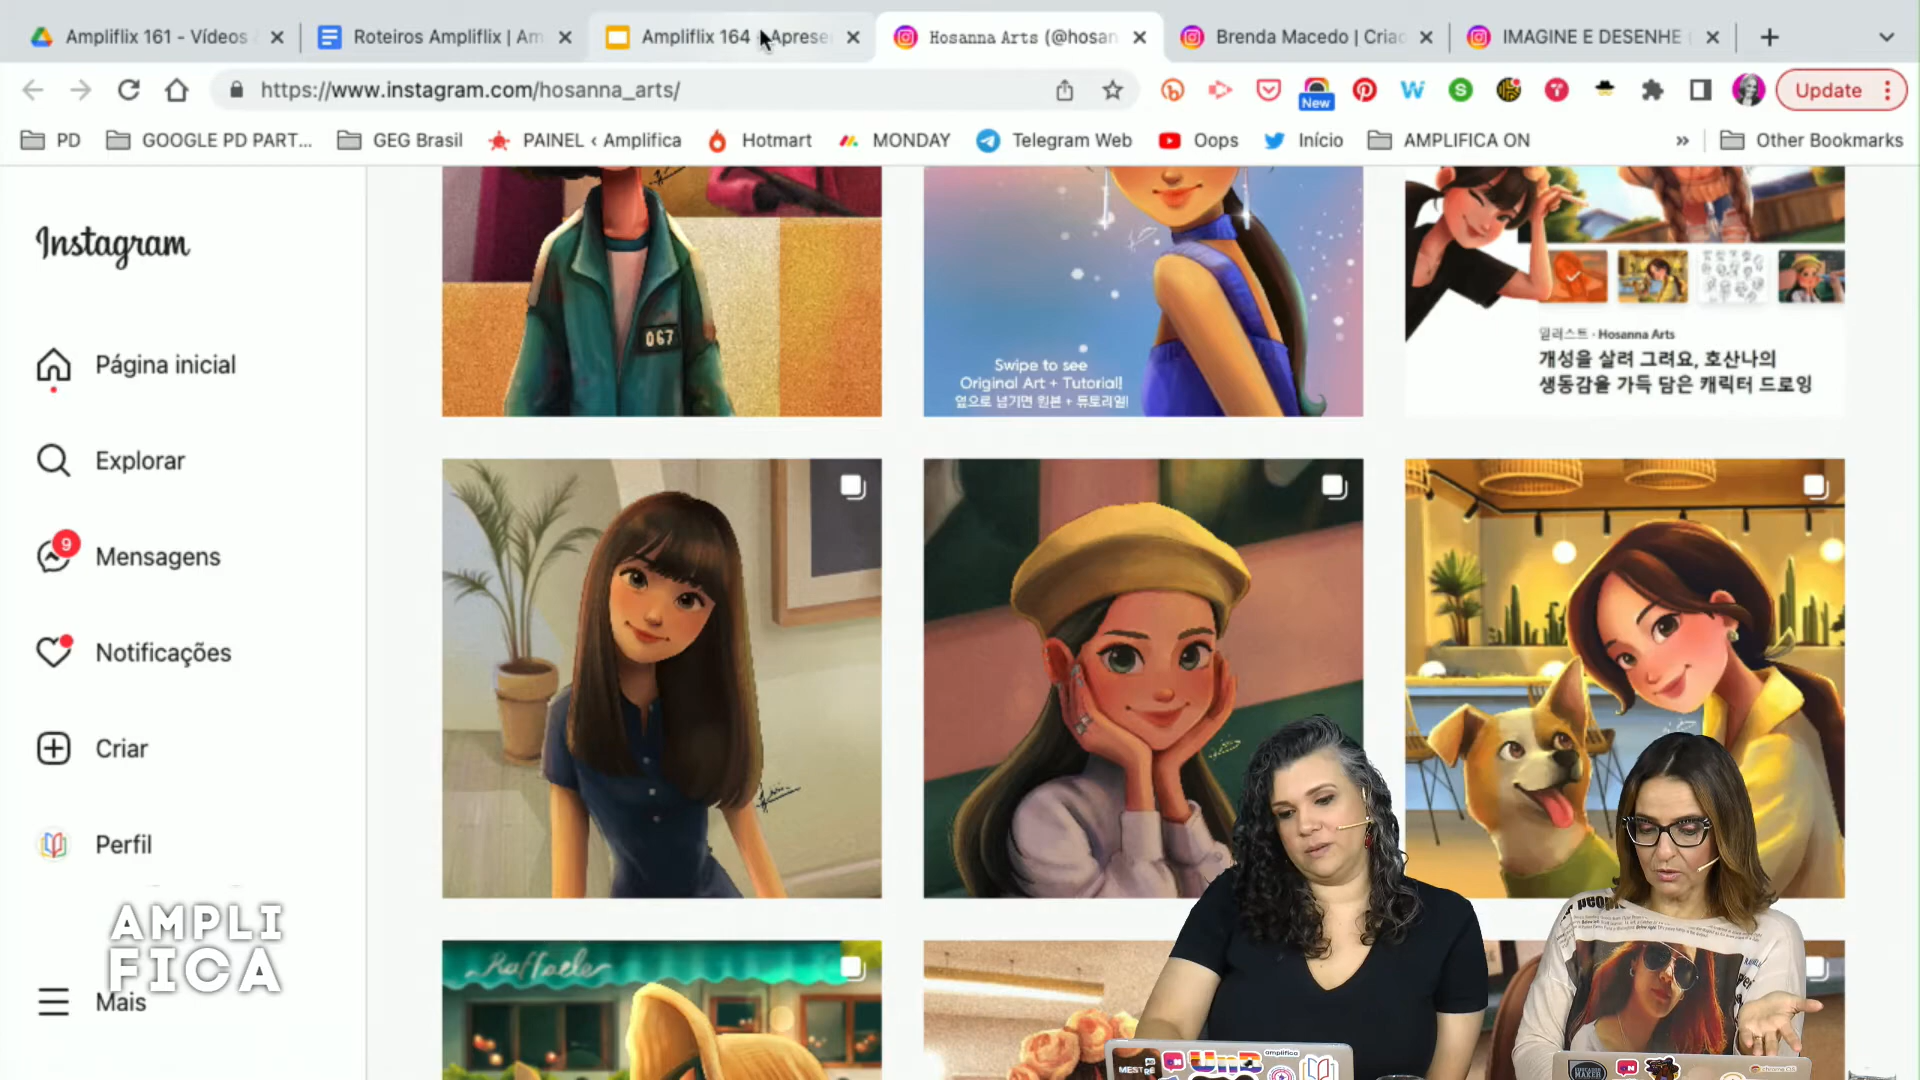 Ampliflix 161 - Vídeos
Roteiros Ampliflix | Am
Ampliflix 164 - Aprese
Hosanna Arts (@hosan
Brenda Macedo | Criac
IMAGINE E DESENHE
https://www.instagram.com/hosanna_arts/
New
Update
PD
GOOGLE PD PART...
GEG Brasil
PAINEL ‹ Amplifica
Hotmart
MONDAY
Telegram Web
Oops
Início
AMPLIFICA ON
»
Other Bookmarks
Instagram
Página inicial
Explorar
9
Mensagens
Notificações
Criar
Perfil
Mais
AMPLI
FICA
067
Swipe to see
Original Art + Tutorial!
옆으로 넘기면 원본 + 튜토리얼!
일러스트 · Hosanna Arts
개성을 살려 그려요, 호산나의
생동감을 가득 담은 캐릭터 드로잉
Raffaele
people
UnB
amplifica